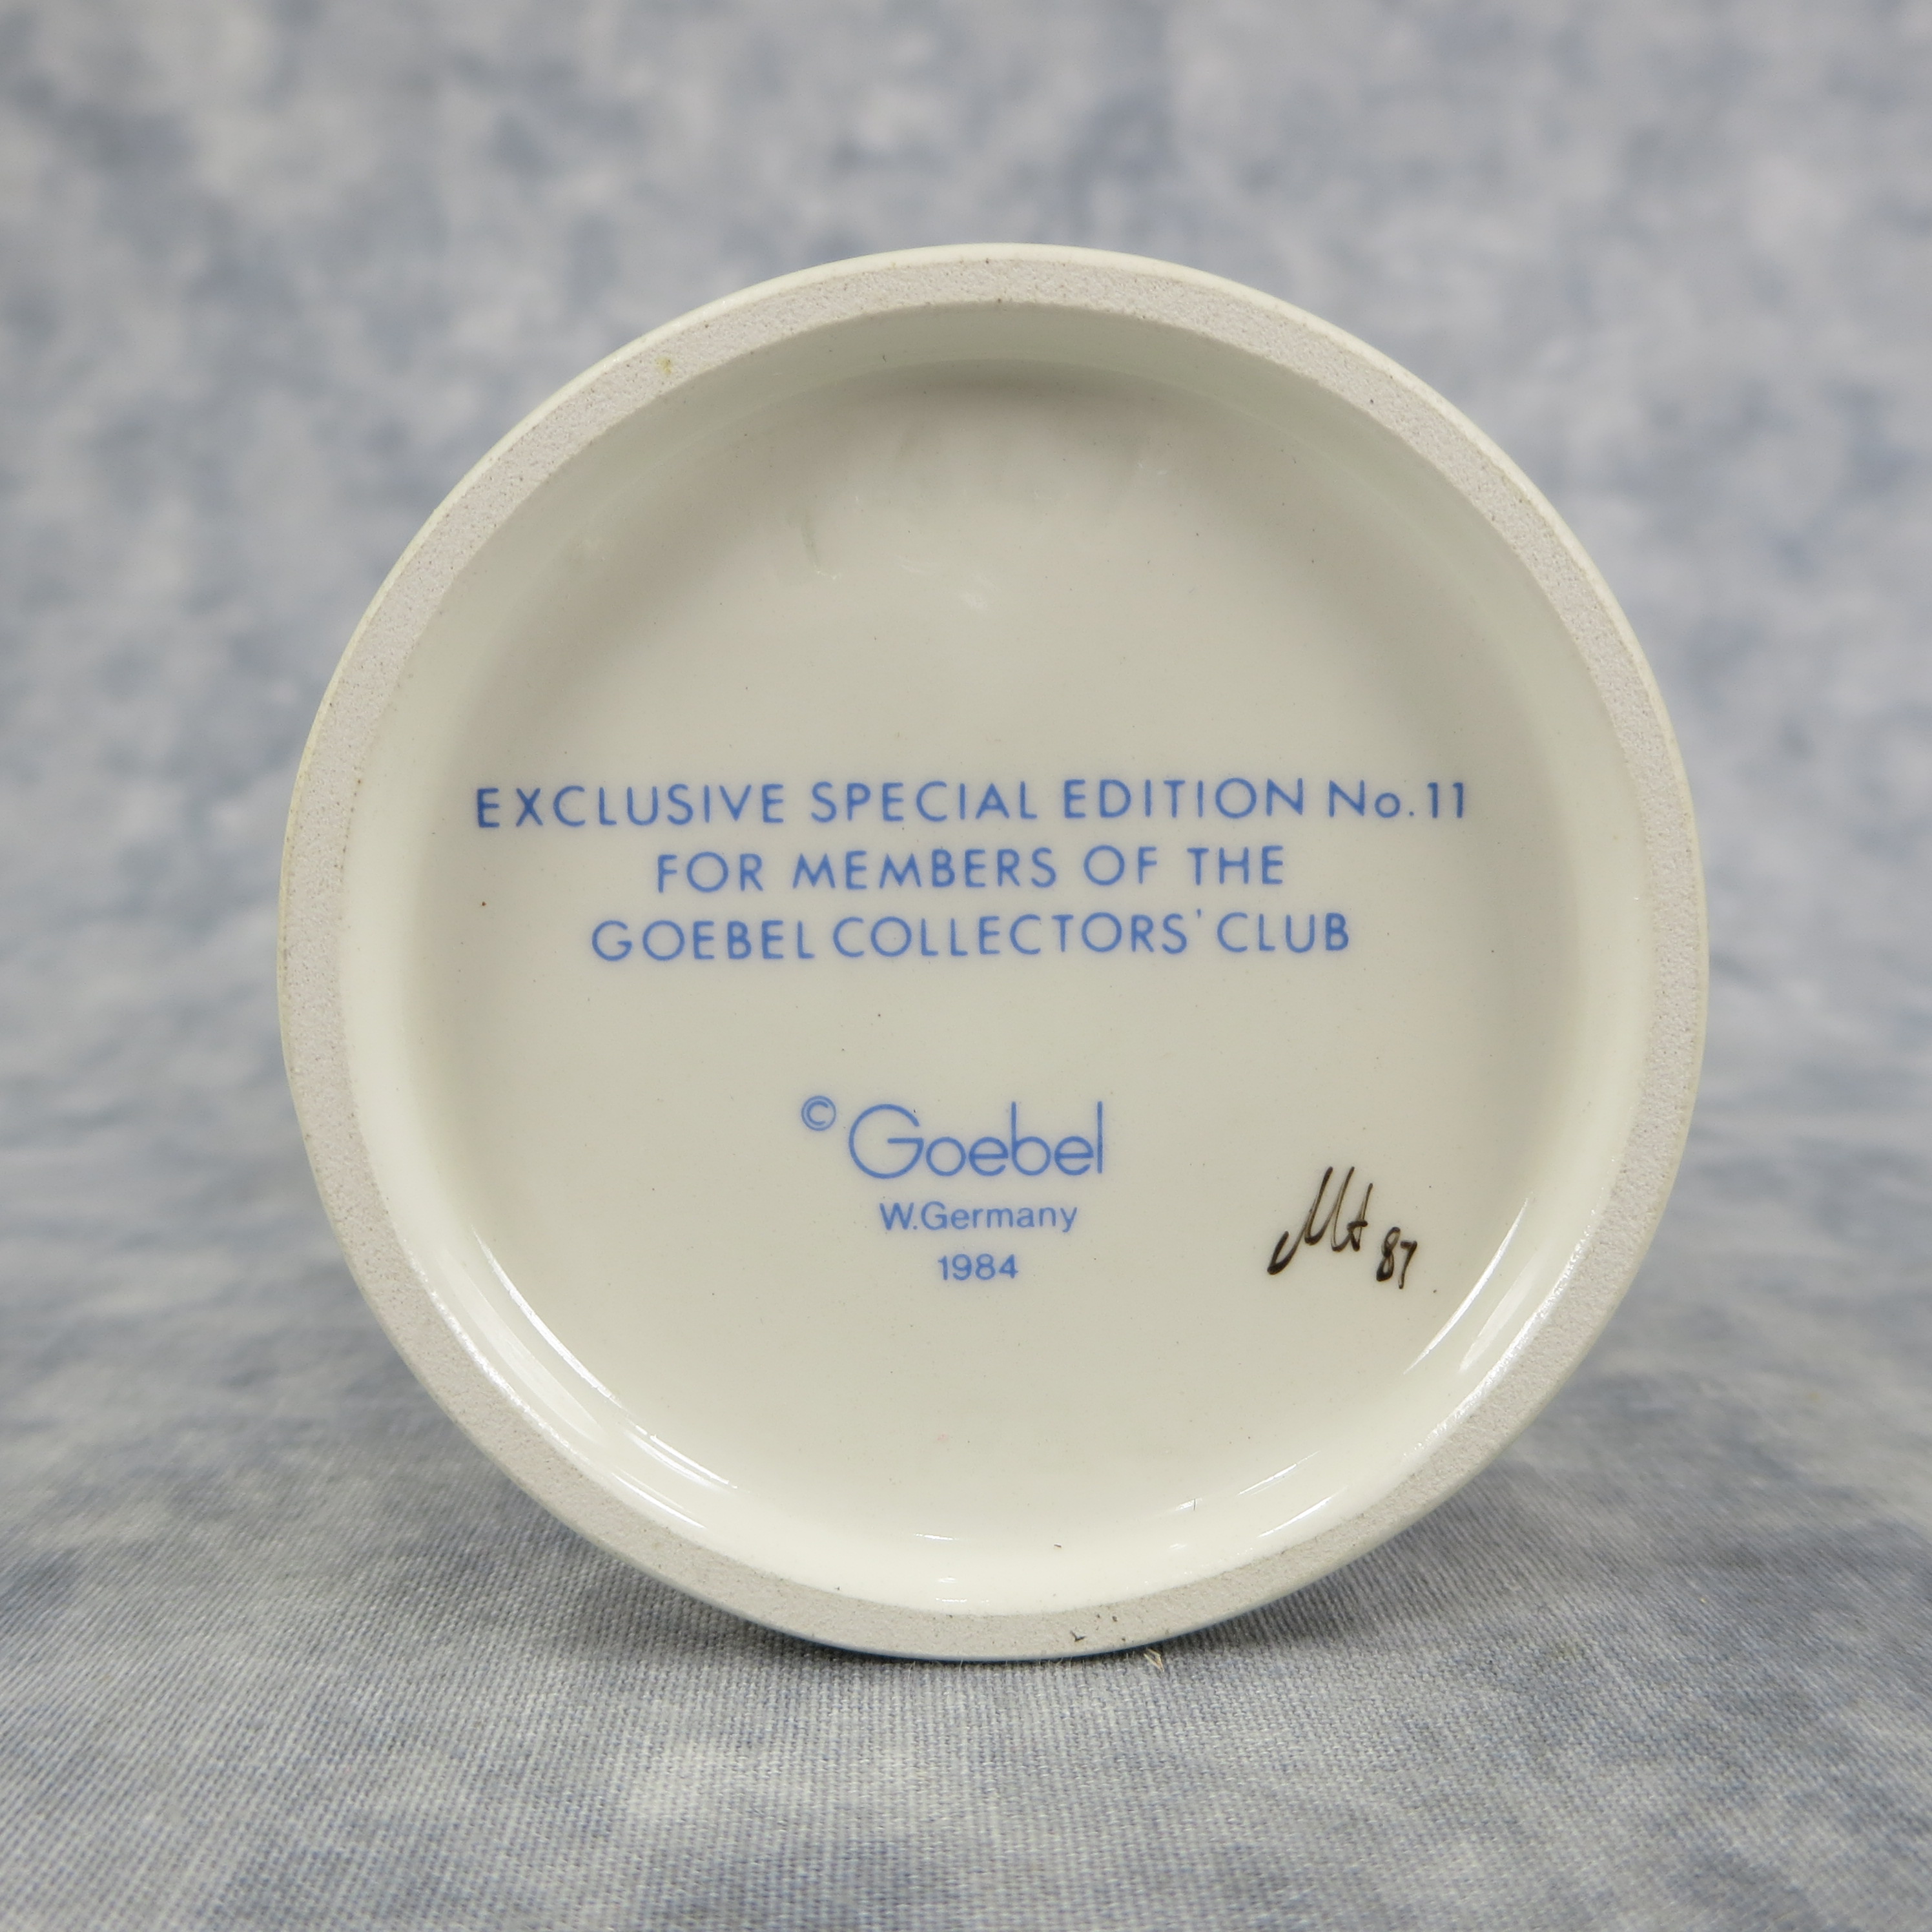 EXCLUSIVE SPECIAL EDITION No.11
FOR MEMBERS OF THE
GOEBEL COLLECTORS' CLUB
© Goebel
W.Germany
1984
87